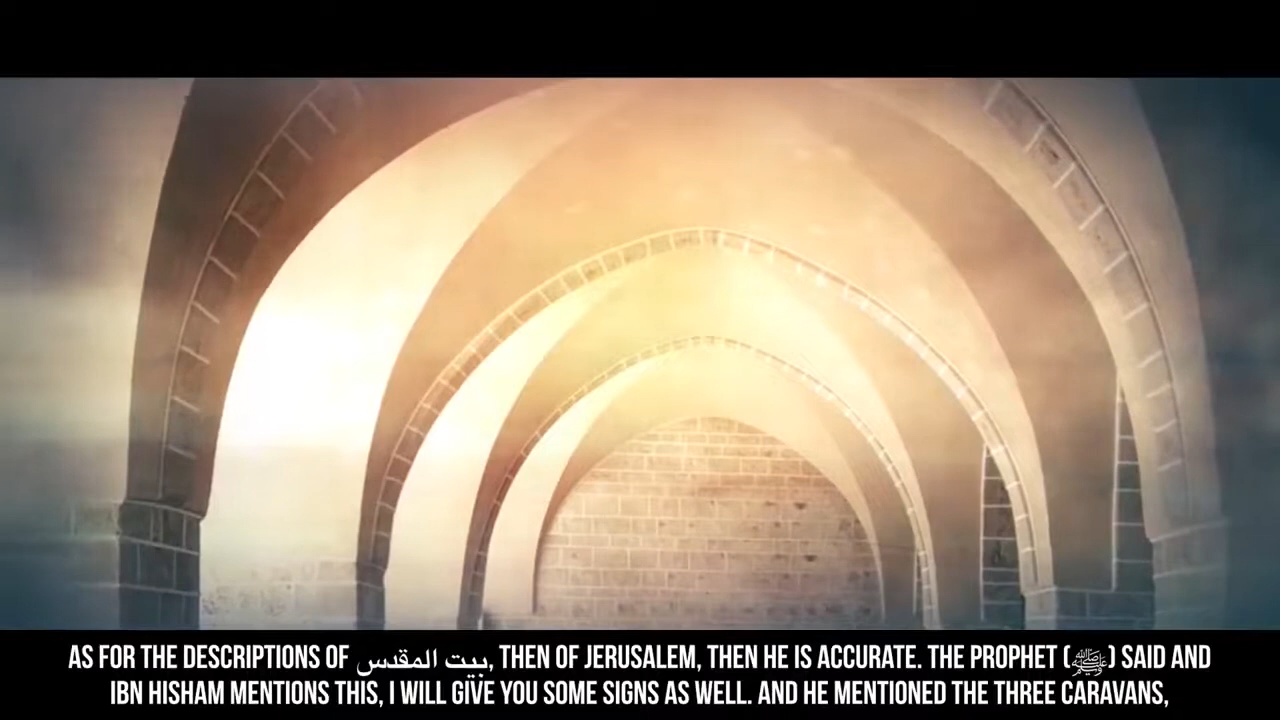 AS FOR THE DESCRIPTIONS OF بيت المقدس, THEN OF JERUSALEM, THEN HE IS ACCURATE. THE PROPHET (ﷺ) SAID AND
IBN HISHAM MENTIONS THIS, I WILL GIVE YOU SOME SIGNS AS WELL. AND HE MENTIONED THE THREE CARAVANS,